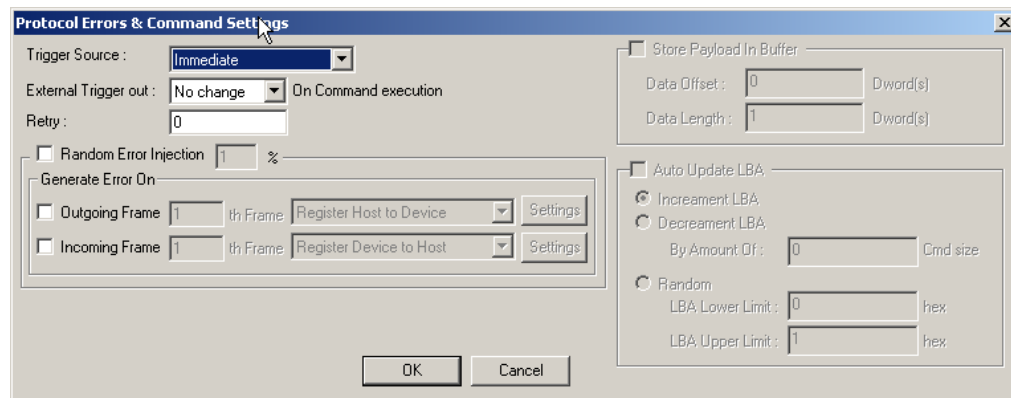 Protocol Errors & Command Settings
Trigger Source :
Immediate
External Trigger out :
No change
On Command execution
Retry :
0
Random Error Injection
1
%
Generate Error On
Outgoing Frame
1
th Frame
Register Host to Device
Settings
Incoming Frame
1
th Frame
Register Device to Host
Settings
OK
Cancel
Store Payload In Buffer
Data Offset :
0
Dword(s)
Data Length :
1
Dword(s)
Auto Update LBA
Increament LBA
Decreament LBA
By Amount Of :
0
Cmd size
Random
LBA Lower Limit :
0
hex
LBA Upper Limit :
1
hex